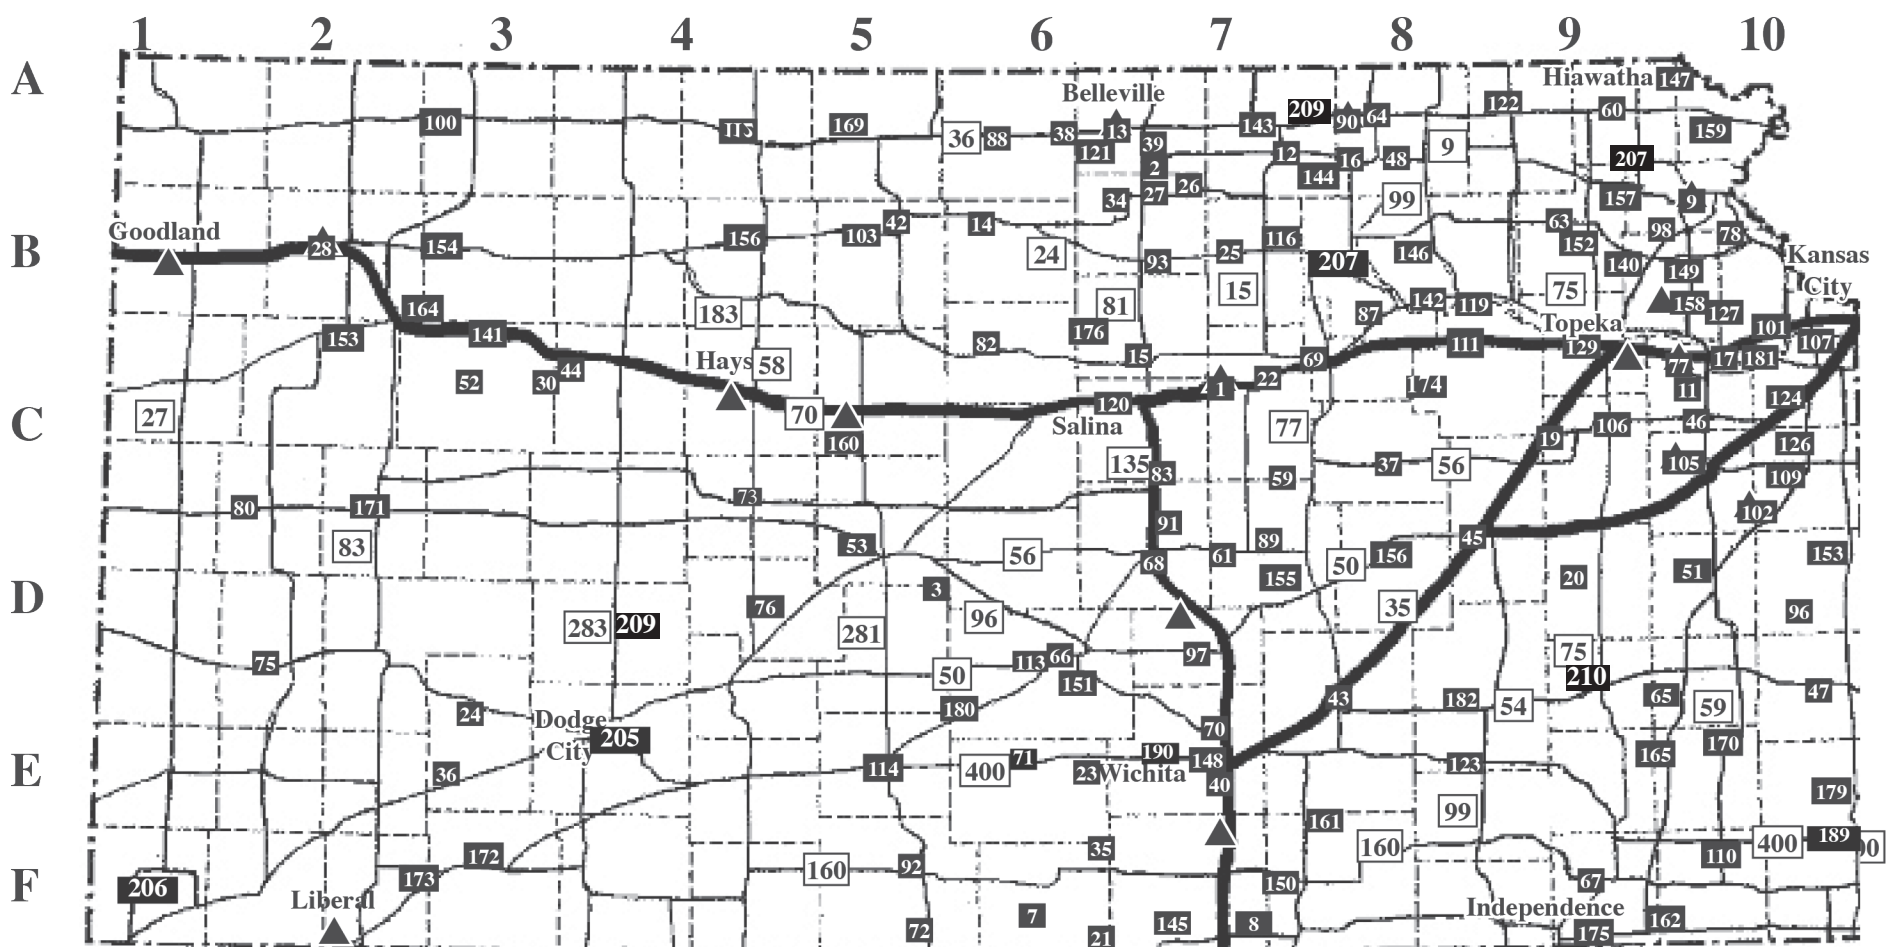 1 2 3 4 5 6 7 8 9 10
A
Hiawatha 147
Belleville
209 90 64 122 60
100 112 169 36 88 38 13 143 159
121 39 12 16 48 9 207
2 144
34 27 26 99 157 9
Goodland
42 14 63 98 78
B
28 154 156 103 24 93 25 116 207 146 152 140 149
Kansas
City
164 183 81 15 87 142 119 75 158 127
153 141 176 Topeka 101
82 15 69 111 129 107
Hays 58 17 181
52 30 44 1 22 174 77 11
C
27 70 120 124
Salina 77 19 106 46
160 135 83 59 37 56 105 126
109
80 171 73 91 102
83 53 56 68 61 89 50 156 45 153
D
76 3 155 20 51
283 209 281 96 35 96
75 113 66 97 75
50 151 210
24 180 43 182 54 65 59 47
Dodge
City
205 70
E
36 114 400 71 23 Wichita 190 148 123 165 170
40 179
161 99
172 35 160 400 189
F
206 173 160 92 150 67 110
Liberal
72 7 21 145 8 Independence
175 162